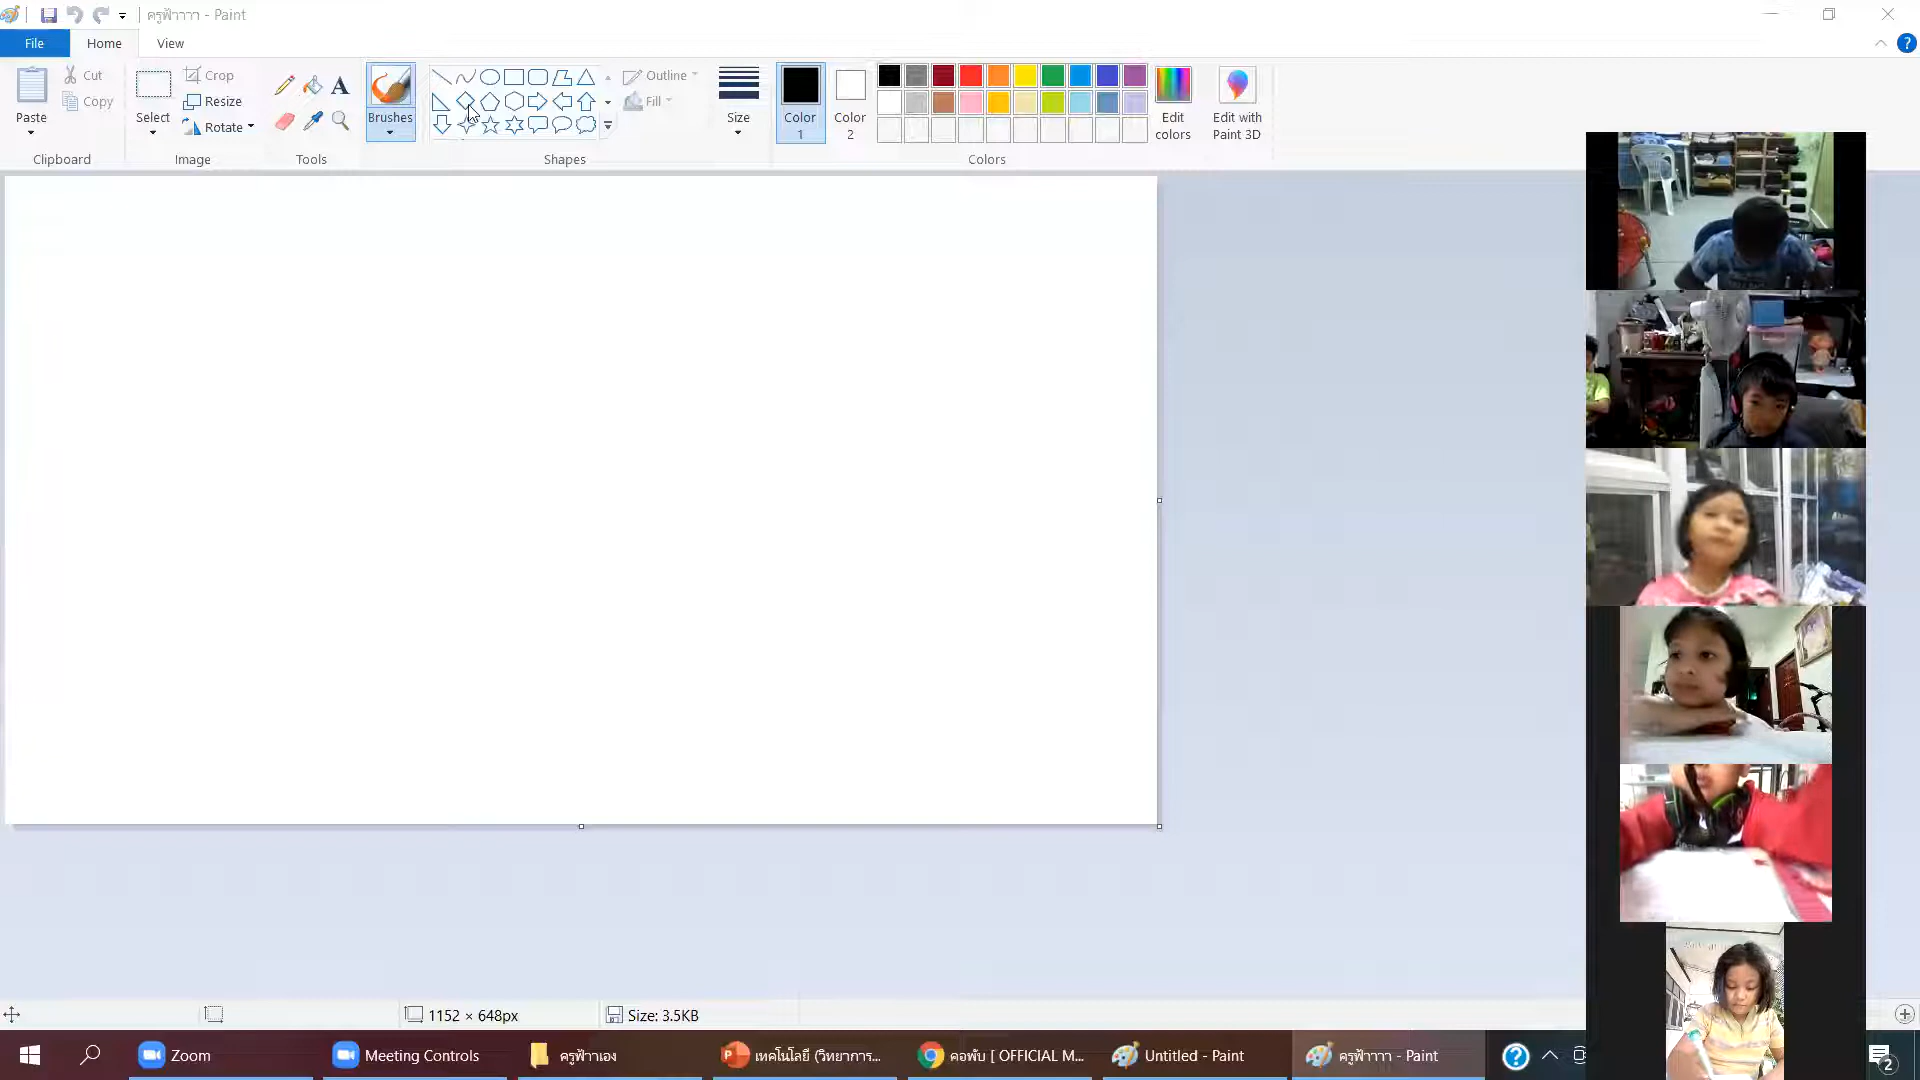 ครูฟ้าาาา - Paint
File
Home
View
Paste
Cut
Copy
Clipboard
Select
Crop
Resize
Rotate
Image
Tools
Brushes
Shapes
Outline
Fill
Size
Color 1
Color 2
Edit colors
Edit with Paint 3D
Colors
1152 × 648px
Size: 3.5KB
Zoom
Meeting Controls
ครูฟ้าาเอง
เทคโนโลยี (วิทยาการ...
คอพับ [ OFFICIAL M...
Untitled - Paint
ครูฟ้าาาา - Paint
2